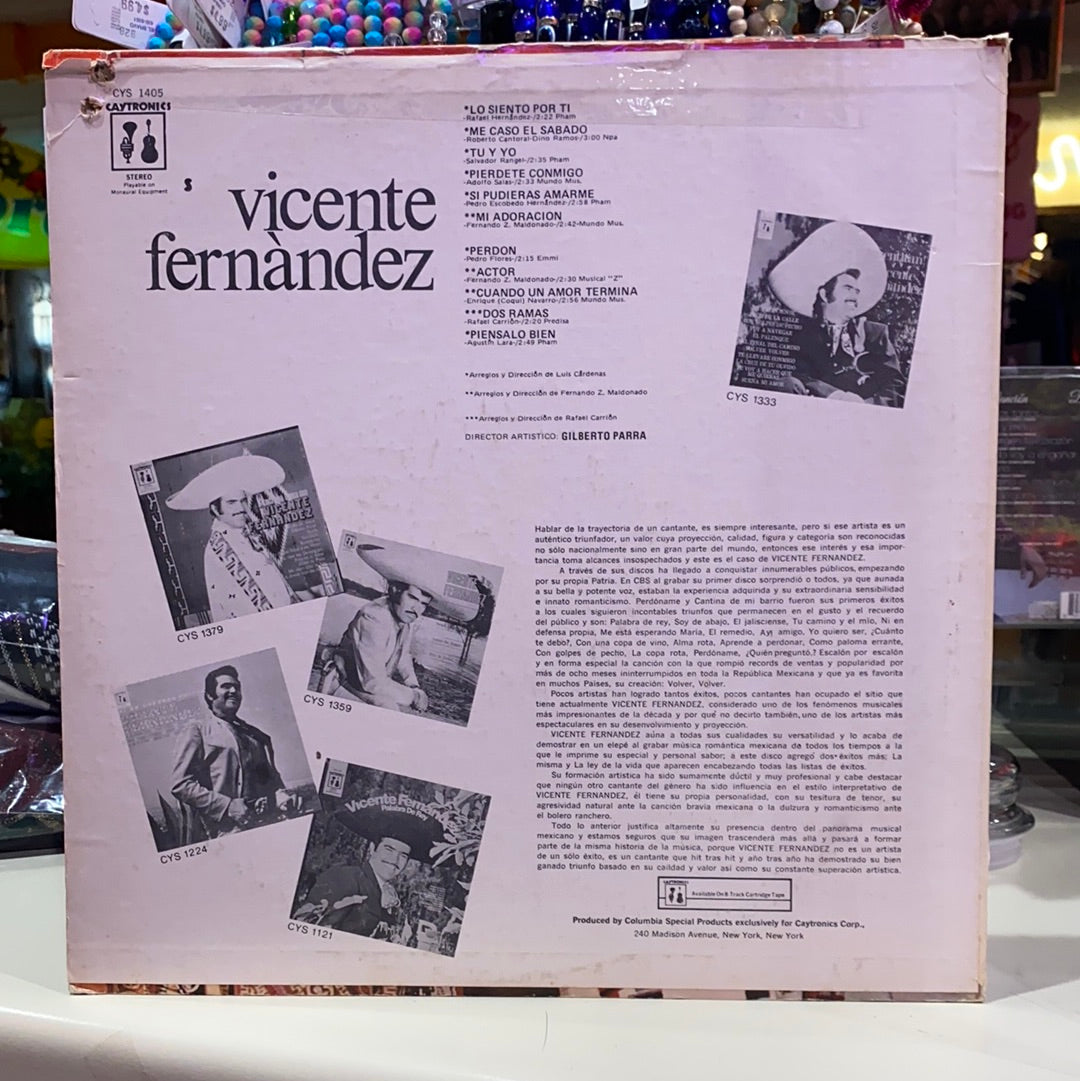 $4.99
CYS 1405
CAYTRONICS
STEREO
Playable on
Monaural Equipment
S
vicente
fernàndez
*LO SIENTO POR TI
-Rafael Hernández-/2:22 Pham
*ME CASO EL SABADO
-Roberto Cantoral-Dino Ramos-/3:00 Npa
*TU Y YO
-Salvador Rangel-/2:35 Pham
*PIERDETE CONMIGO
-Adolfo Salas-/2:33 Mundo Mus.
*SI PUDIERAS AMARME
-Pedro Escobedo Hernández-/2:58 Pham
**MI ADORACION
-Fernando Z. Maldonado-/2:42-Mundo Mus.
*PERDON
-Pedro Flores-/2:15 Emmi
**ACTOR
-Fernando Z. Maldonado-/2:30 Musical "Z"
**CUANDO UN AMOR TERMINA
-Enrique (Coqui) Navarro-/2:56 Mundo Mus.
***DOS RAMAS
-Rafael Carrión-/2:20 Predisa
*PIENSALO BIEN
-Agustín Lara-/2:49 Pham
*Arreglos y Dirección de Luis Cárdenas
**Arreglos y Dirección de Fernando Z. Maldonado
***Arreglos y Dirección de Rafael Carrión
DIRECTOR ARTISTICO: GILBERTO PARRA
CYS 1333
VICENTE
FERNANDEZ
CYS 1379
CYS 1359
CYS 1224
Vicente Fernández
Palabra De Rey
CYS 1121
Hablar de la trayectoria de un cantante, es siempre interesante, pero si ese artista es un
auténtico triunfador, un valor cuya proyección, calidad, figura y categoria son reconocidas
no sólo nacionalmente sino en gran parte del mundo, entonces ese interés y esa impor-
tancia toma alcances insospechados y este es el caso de VICENTE FERNANDEZ.
A través de sus discos ha llegado a conquistar innumerables públicos, empezando
por su propia Patria. En CBS al grabar su primer disco sorprendió o todos, ya que aunada
a su bella y potente voz, estaban la experiencia adquirida y su extraordinaria sensibilidad
e innato romanticismo. Perdóname y Cantina de mi barrio fueron sus primeros éxitos
a los cuales siguieron incontables triunfos que permanecen en el gusto y el recuerdo
del público y son: Palabra de rey, Soy de abajo, El jalisciense, Tu camino y el mío, Ni en
defensa propia, Me está esperando María, El remedio, Ay¡ amigo, Yo quiero ser, ¿Cuánto
te debo?, Con una copa de vino, Alma rota, Aprende a perdonar, Como paloma errante,
Con golpes de pecho, La copa rota, Perdóname, ¿Quién preguntó.? Escalón por escalón
y en forma especial la canción con la que rompió records de ventas y popularidad por
más de ocho meses ininterrumpidos en toda la República Mexicana y que ya es favorita
en muchos Países, su creación: Volver, Volver.
Pocos artistas han logrado tantos éxitos, pocos cantantes han ocupado el sitio que
tiene actualmente VICENTE FERNANDEZ, considerado uno de los fenómenos musicales
más impresionantes de la década y por qué no decirlo también, uno de los artistas más
espectaculares en su desenvolvimiento y proyección.
VICENTE FERNANDEZ aúna a todas sus cualidades su versatilidad y lo acaba de
demostrar en un elepé al grabar música romántica mexicana de todos los tiempos a la
que le imprime su especial y personal sabor; a este disco agregó dos éxitos más; La
misma y La ley de la vida que aparecen encabezando todas las listas de éxitos.
Su formación artística ha sido sumamente dúctil y muy profesional y cabe destacar
que ningún otro cantante del género ha sido influencia en el estilo interpretativo de
VICENTE FERNANDEZ, él tiene su propia personalidad, con su tesitura de tenor, su
agresividad natural ante la canción bravia mexicana o la dulzura y romanticismo ante
el bolero ranchero.
Todo lo anterior justifica altamente su presencia dentro del panorama musical
mexicano y estamos seguros que su imagen trascenderá más allá y pasará a formar
parte de la misma historia de la música, porque VICENTE FERNANDEZ no es un artista
de un sólo éxito, es un cantante que hit tras hit y año tras año ha demostrado su bien
ganado triunfo basado en su calidad y valor así como su constante superación artística.
CAYTRONICS
Available On 8 Track Cartridge Tape
Produced by Columbia Special Products exclusively for Caytronics Corp.,
240 Madison Avenue, New York, New York